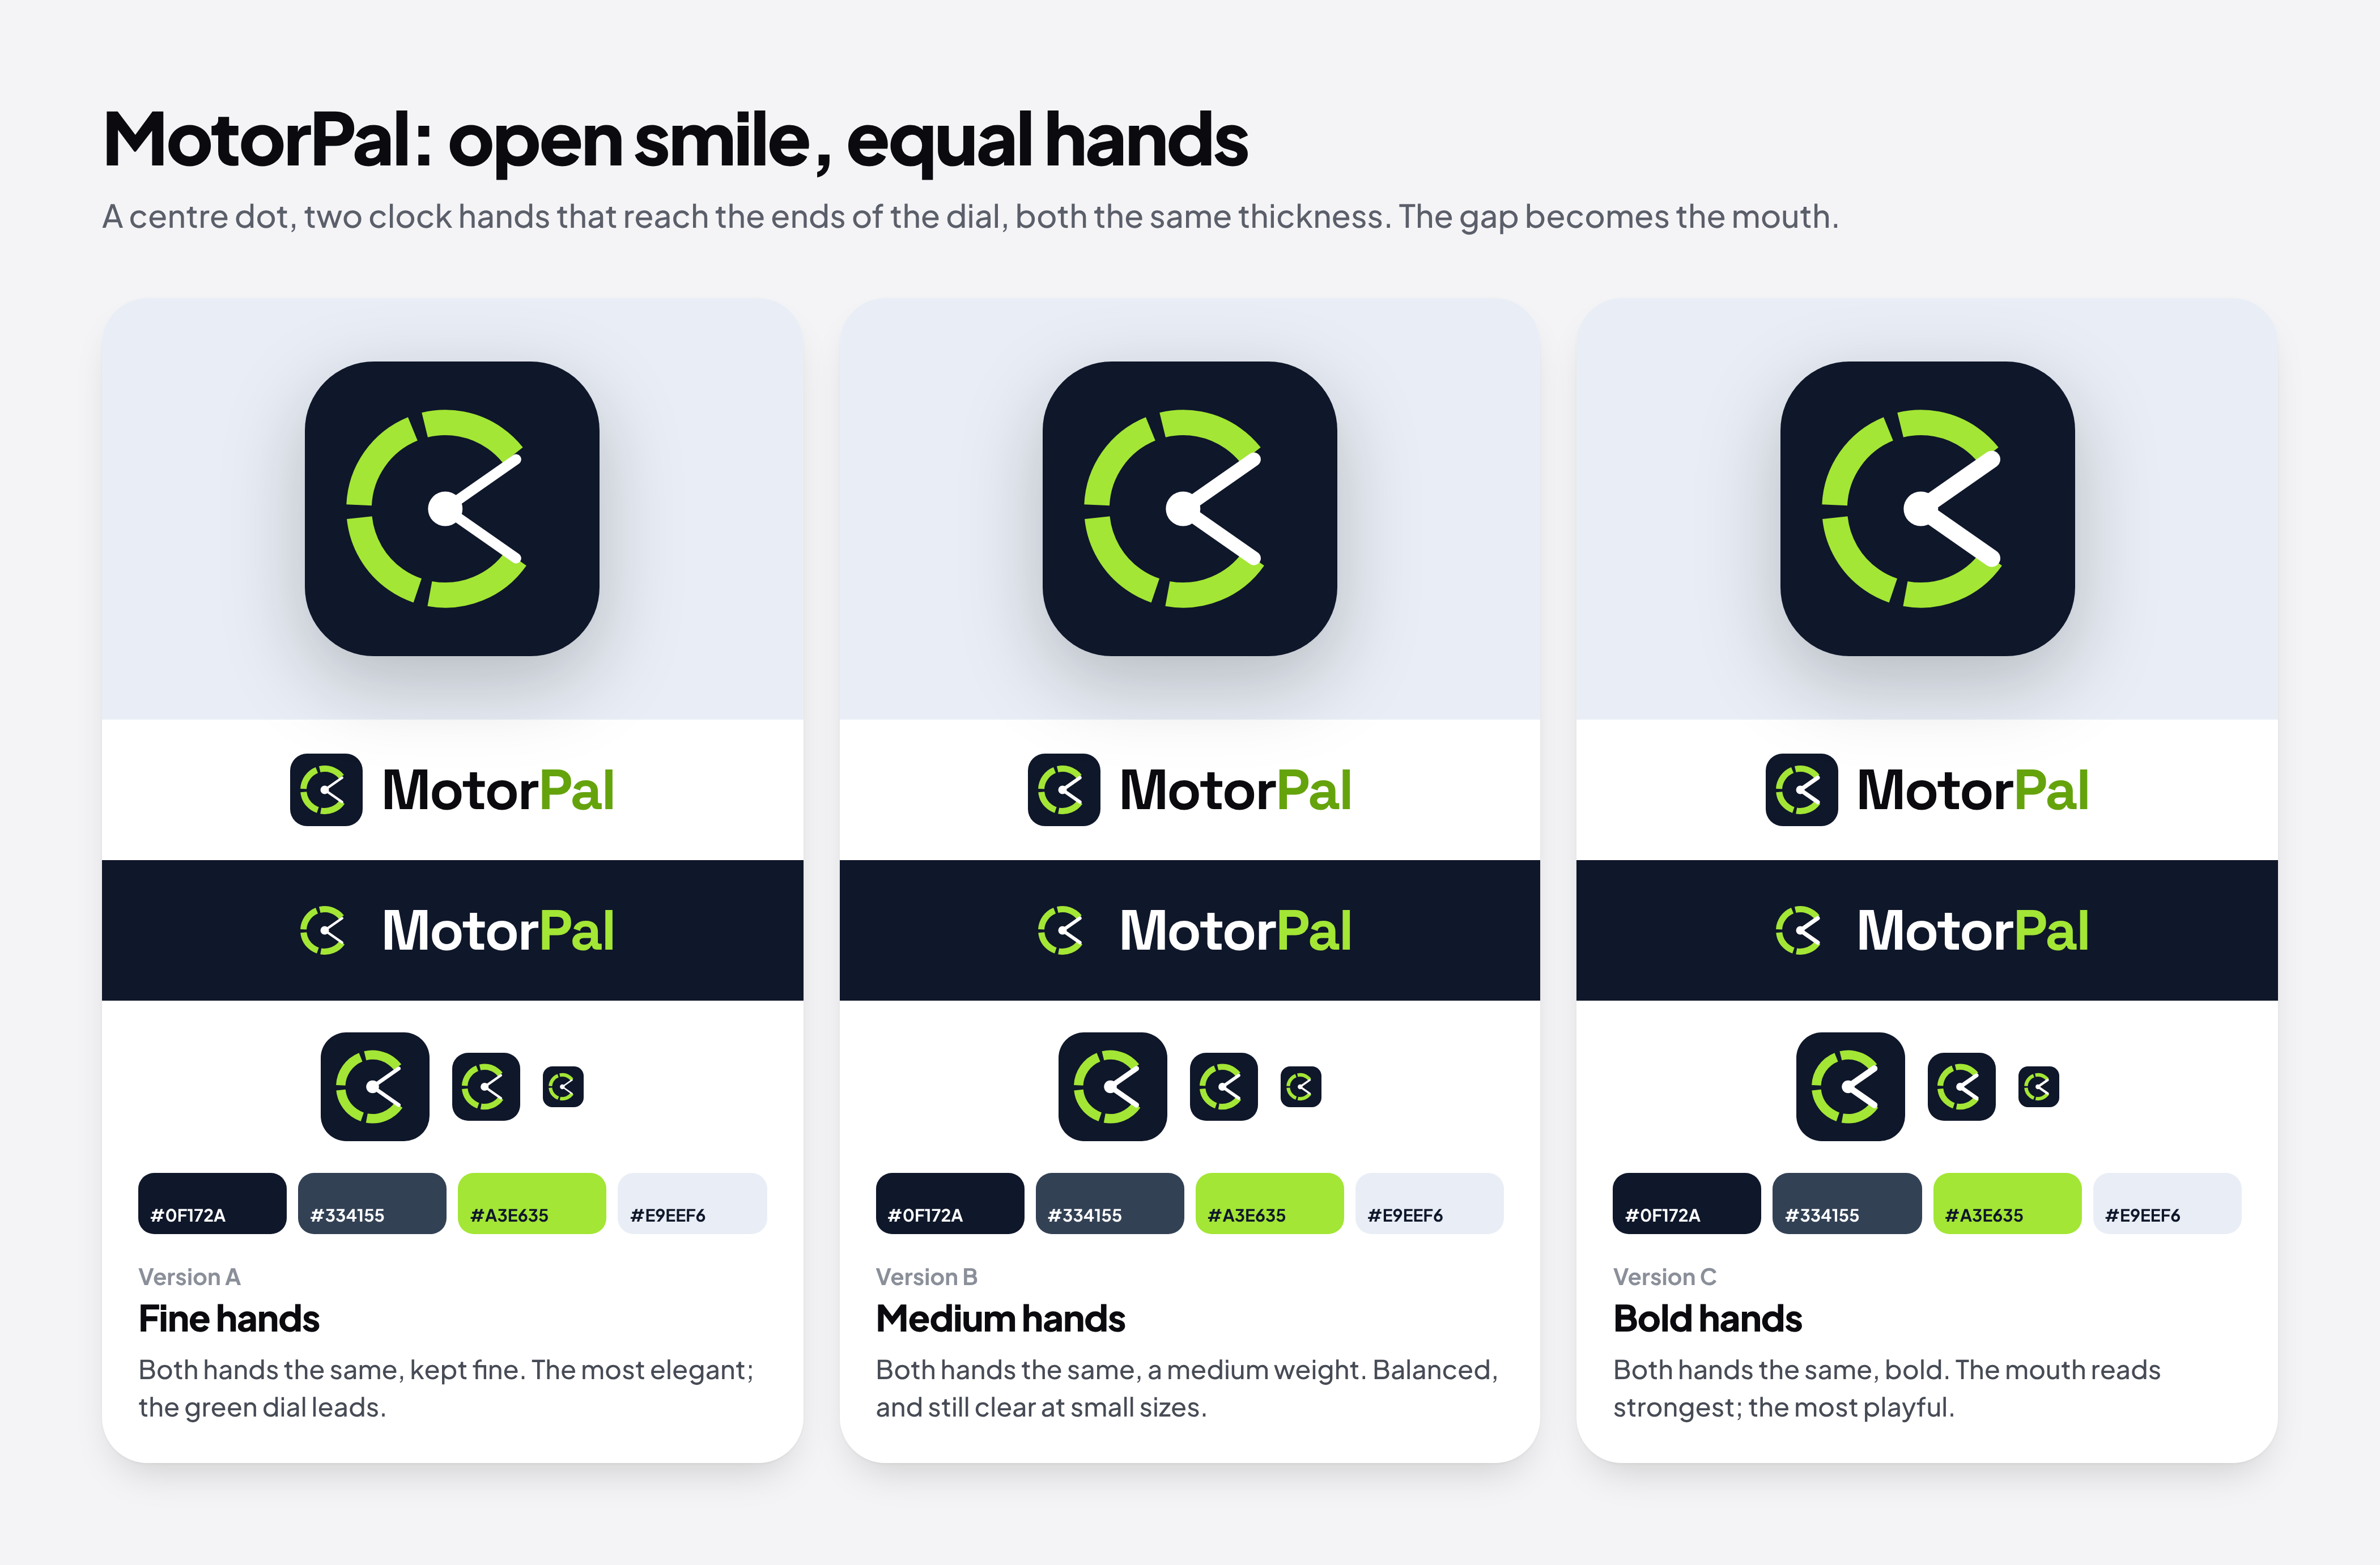 MotorPal: open smile, equal hands
A centre dot, two clock hands that reach the ends of the dial, both the same thickness. The gap becomes the mouth.
MotorPal
MotorPal
#0F172A
#334155
#A3E635
#E9EEF6
Version A
Fine hands
Both hands the same, kept fine. The most elegant;
the green dial leads.
MotorPal
MotorPal
#0F172A
#334155
#A3E635
#E9EEF6
Version B
Medium hands
Both hands the same, a medium weight. Balanced,
and still clear at small sizes.
MotorPal
MotorPal
#0F172A
#334155
#A3E635
#E9EEF6
Version C
Bold hands
Both hands the same, bold. The mouth reads
strongest; the most playful.